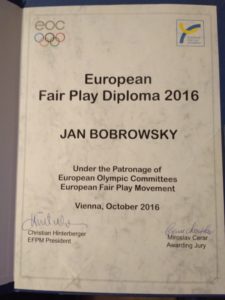 eoc
European
Fair Play Diploma 2016
JAN BOBROWSKY
Under the Patronage of
European Olympic Committees
European Fair Play Movement
Vienna, October 2016
Christian Hinterberger
EFPM President
Miroslav Cerar
Awarding Jury